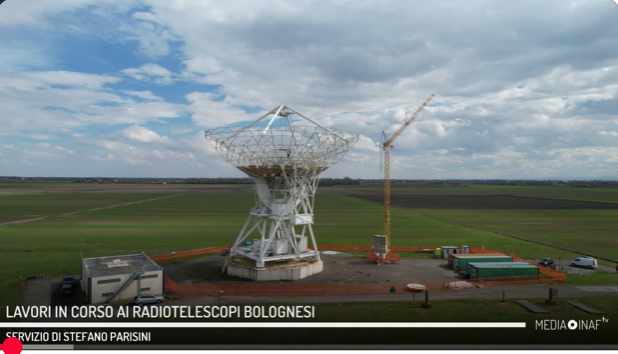 LAVORI IN CORSO AI RADIOTELESCOPI BOLOGNESI
MEDIA INAF tv
SERVIZIO DI STEFANO PARISINI